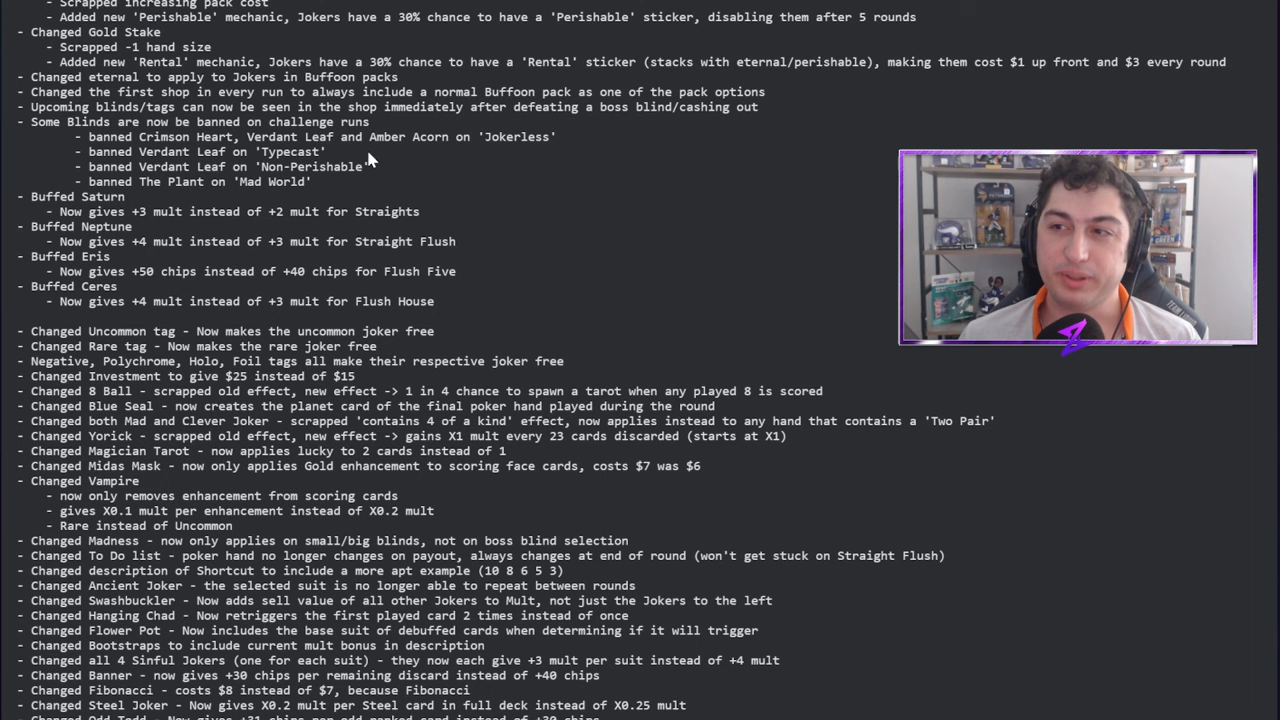 - Scrapped increasing pack cost
- Added new 'Perishable' mechanic, Jokers have a 30% chance to have a 'Perishable' sticker, disabling them after 5 rounds
- Changed Gold Stake
- Scrapped -1 hand size
- Added new 'Rental' mechanic, Jokers have a 30% chance to have a 'Rental' sticker (stacks with eternal/perishable), making them cost $1 up front and $3 every round
- Changed eternal to apply to Jokers in Buffoon packs
- Changed the first shop in every run to always include a normal Buffoon pack as one of the pack options
- Upcoming blinds/tags can now be seen in the shop immediately after defeating a boss blind/cashing out
- Some Blinds are now be banned on challenge runs
- banned Crimson Heart, Verdant Leaf and Amber Acorn on 'Jokerless'
- banned Verdant Leaf on 'Typecast'
- banned Verdant Leaf on 'Non-Perishable'
- banned The Plant on 'Mad World'
- Buffed Saturn
- Now gives +3 mult instead of +2 mult for Straights
- Buffed Neptune
- Now gives +4 mult instead of +3 mult for Straight Flush
- Buffed Eris
- Now gives +50 chips instead of +40 chips for Flush Five
- Buffed Ceres
- Now gives +4 mult instead of +3 mult for Flush House
- Changed Uncommon tag - Now makes the uncommon joker free
- Changed Rare tag - Now makes the rare joker free
- Negative, Polychrome, Holo, Foil tags all make their respective joker free
- Changed Investment to give $25 instead of $15
- Changed 8 Ball - scrapped old effect, new effect -> 1 in 4 chance to spawn a tarot when any played 8 is scored
- Changed Blue Seal - now creates the planet card of the final poker hand played during the round
- Changed both Mad and Clever Joker - scrapped 'contains 4 of a kind' effect, now applies instead to any hand that contains a 'Two Pair'
- Changed Yorick - scrapped old effect, new effect -> gains X1 mult every 23 cards discarded (starts at X1)
- Changed Magician Tarot - now applies lucky to 2 cards instead of 1
- Changed Midas Mask - now only applies Gold enhancement to scoring face cards, costs $7 was $6
- Changed Vampire
- now only removes enhancement from scoring cards
- gives X0.1 mult per enhancement instead of X0.2 mult
- Rare instead of Uncommon
- Changed Madness - now only applies on small/big blinds, not on boss blind selection
- Changed To Do list - poker hand no longer changes on payout, always changes at end of round (won't get stuck on Straight Flush)
- Changed description of Shortcut to include a more apt example (10 8 6 5 3)
- Changed Ancient Joker - the selected suit is no longer able to repeat between rounds
- Changed Swashbuckler - Now adds sell value of all other Jokers to Mult, not just the Jokers to the left
- Changed Hanging Chad - Now retriggers the first played card 2 times instead of once
- Changed Flower Pot - Now includes the base suit of debuffed cards when determining if it will trigger
- Changed Bootstraps to include current mult bonus in description
- Changed all 4 Sinful Jokers (one for each suit) - they now each give +3 mult per suit instead of +4 mult
- Changed Banner - now gives +30 chips per remaining discard instead of +40 chips
- Changed Fibonacci - costs $8 instead of $7, because Fibonacci
- Changed Steel Joker - Now gives X0.2 mult per Steel card in full deck instead of X0.25 mult
- Changed Odd Todd - Now gives +31 chips per odd ranked card instead of +30 chips